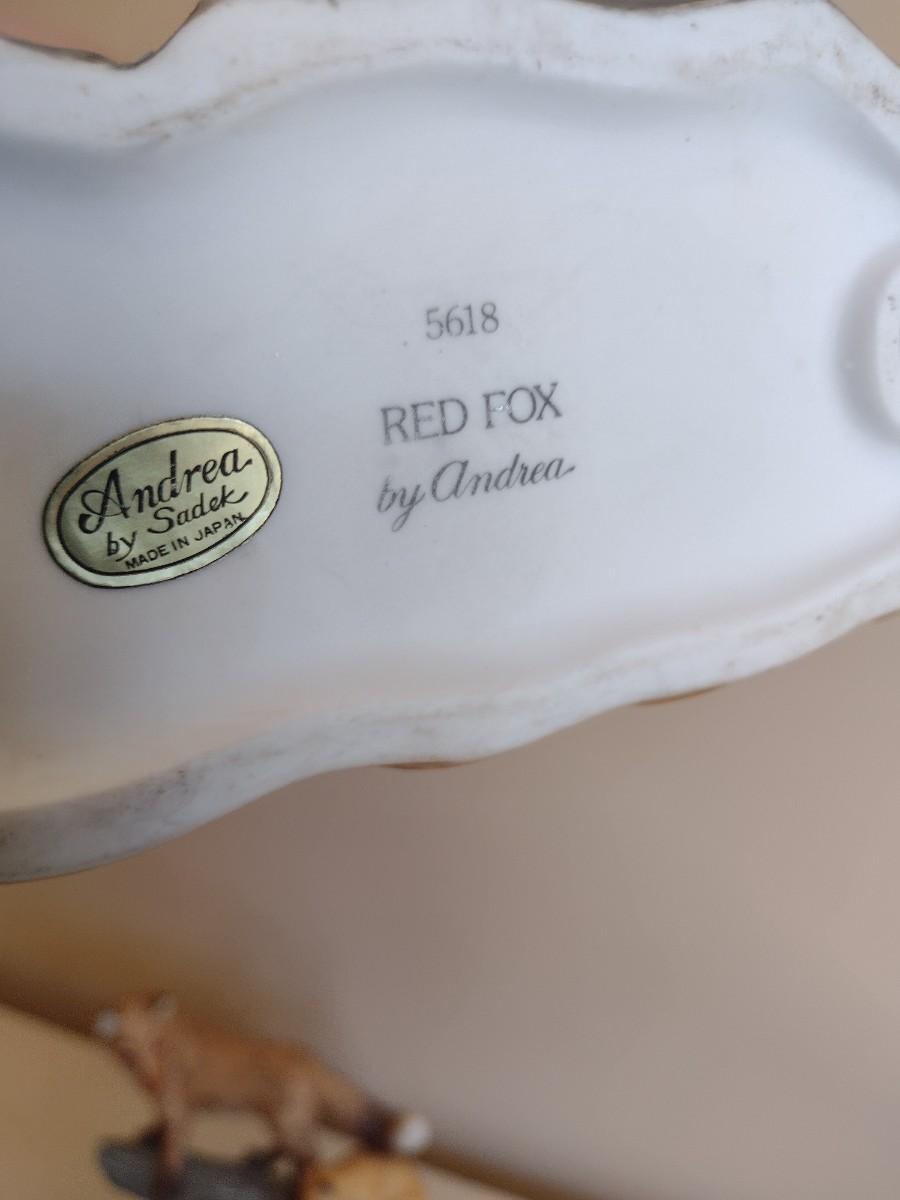 5618
RED FOX
by Andrea
Andrea
by Sadek
MADE IN JAPAN